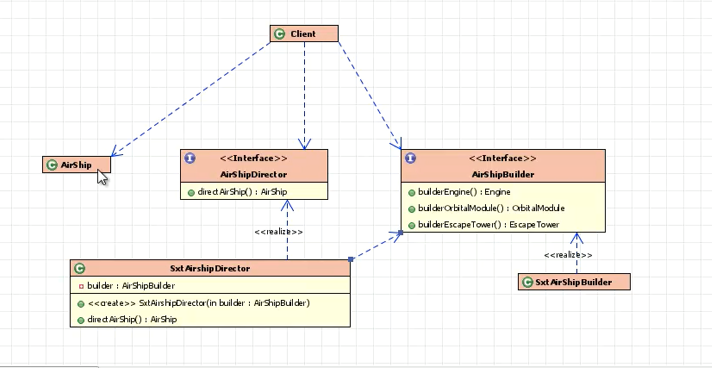 C Client
C AirShip
I <<Interface>>
AirShipDirector
directAirShip() : AirShip
I <<Interface>>
AirShipBuilder
builderEngine() : Engine
builderOrbitalModule() : OrbitalModule
builderEscapeTower() : EscapeTower
<<realize>>
<<realize>>
C SxtAirshipDirector
builder : AirShipBuilder
<<create>> SxtAirshipDirector(in builder : AirShipBuilder)
directAirShip() : AirShip
C SxtAirShipBuilder